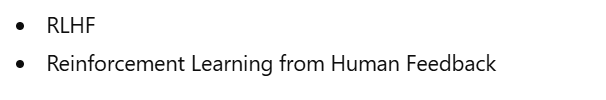 • RLHF
• Reinforcement Learning from Human Feedback